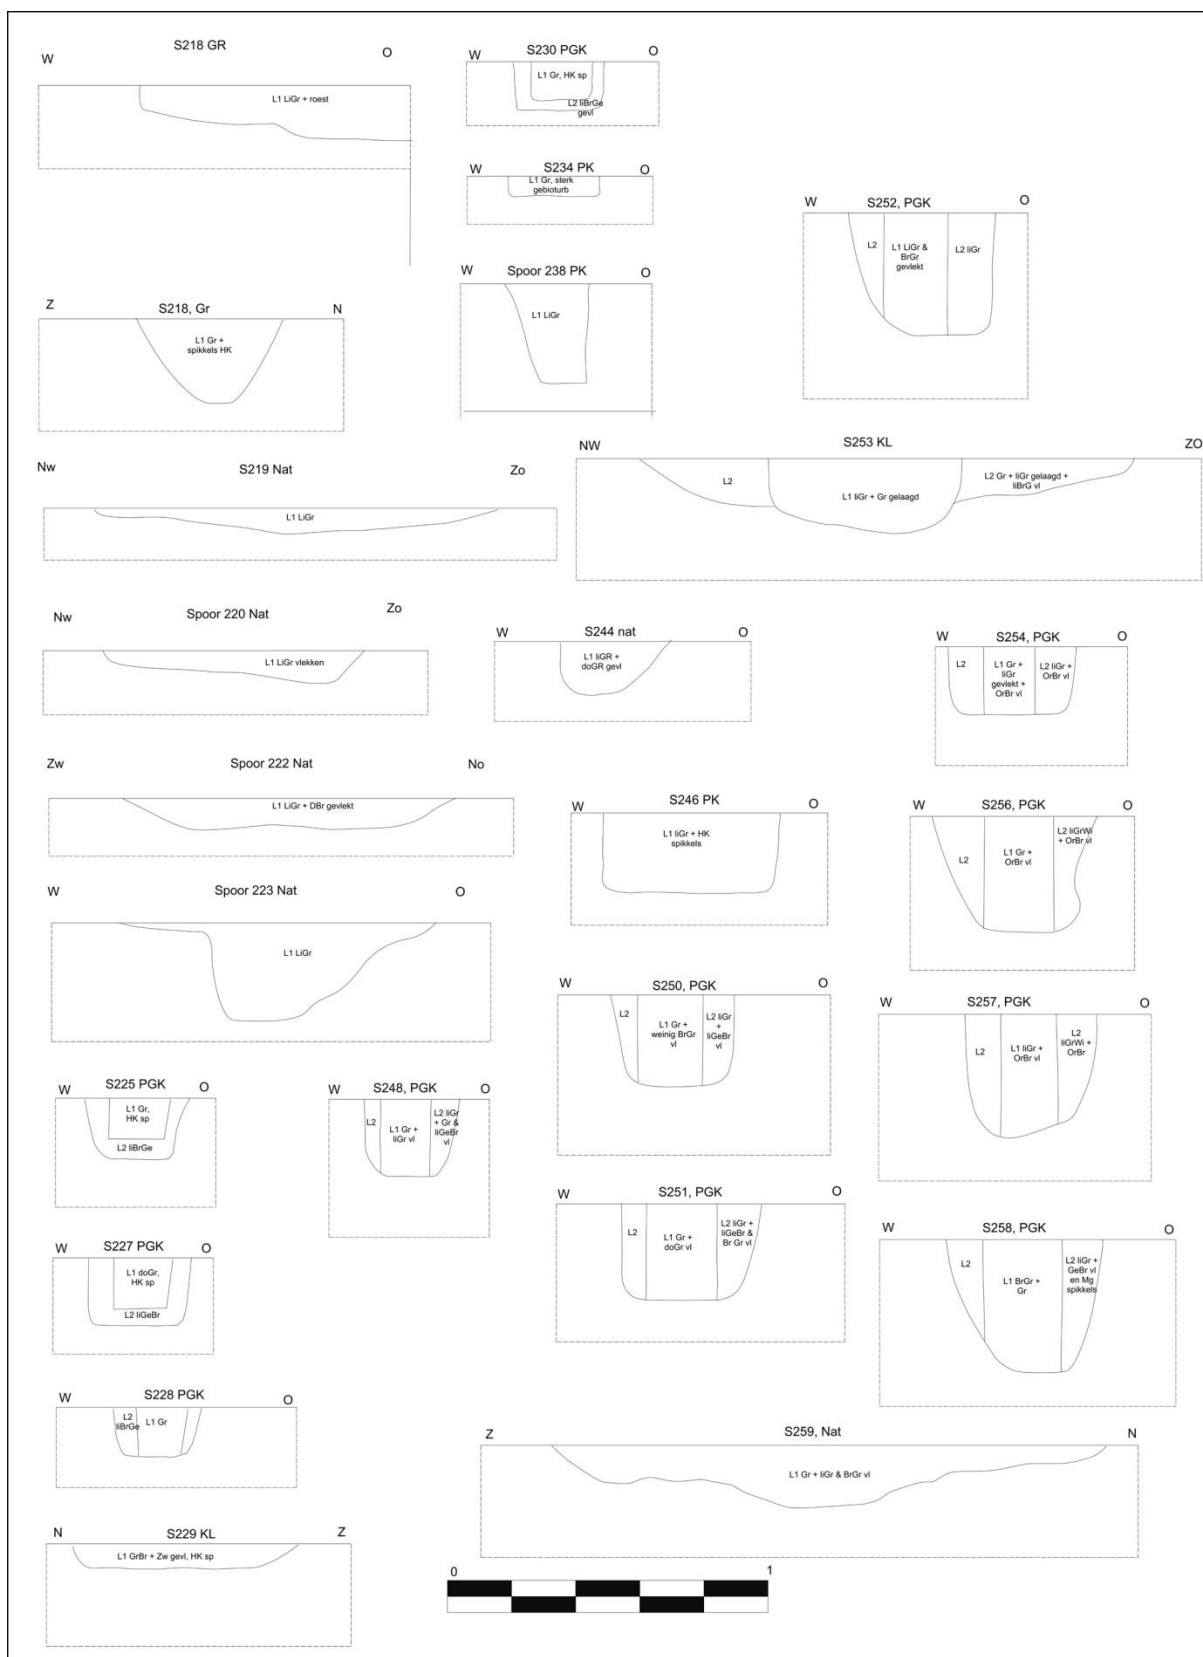 S218 GR
W
O
L1 LiGr + roest
S218, Gr
Z
N
L1 Gr +
spikkels HK
S219 Nat
Nw
Zo
L1 LiGr
Spoor 220 Nat
Nw
Zo
L1 LiGr vlekken
Spoor 222 Nat
Zw
No
L1 LiGr + DBr gevlekt
Spoor 223 Nat
W
O
L1 LiGr
S225 PGK
W
O
L1 Gr,
HK sp
L2 liBrGe
S227 PGK
W
O
L1 doGr,
HK sp
L2 liGeBr
S228 PGK
W
O
L2
liBrGe
L1 Gr
S229 KL
N
Z
L1 GrBr + Zw gevl, HK sp
S230 PGK
W
O
L1 Gr, HK sp
L2 liBrGe
gevl
S234 PK
W
O
L1 Gr, sterk
gebioturb
Spoor 238 PK
W
O
L1 LiGr
S252, PGK
W
O
L2
L1 LiGr &
BrGr
gevlekt
L2 liGr
S253 KL
NW
ZO
L2
L1 liGr + Gr gelaagd
L2 Gr + liGr gelaagd +
liBrG vl
S244 nat
W
O
L1 liGR +
doGR gevl
S254, PGK
W
O
L2
L1 Gr +
liGr
gevlekt +
OrBr vl
L2 liGr +
OrBr vl
S246 PK
W
O
L1 liGr + HK
spikkels
S256, PGK
W
O
L2
L1 Gr +
OrBr vl
L2 liGrWi
+ OrBr vl
S250, PGK
W
O
L2
L1 Gr +
weinig BrGr
vl
L2 liGr
+
liGeBr
vl
S257, PGK
W
O
L2
L1 liGr +
OrBr vl
L2
liGrWi +
OrBr
S248, PGK
W
O
L2
L1 Gr +
liGr vl
L2 liGr
+ Gr &
liGeBr
vl
S251, PGK
W
O
L2
L1 Gr +
doGr vl
L2 liGr +
liGeBr &
Br Gr vl
S258, PGK
W
O
L2
L1 BrGr +
Gr
L2 liGr +
GeBr vl
en Mg
spikkels
S259, Nat
Z
N
L1 Gr + liGr & BrGr vl
0
1